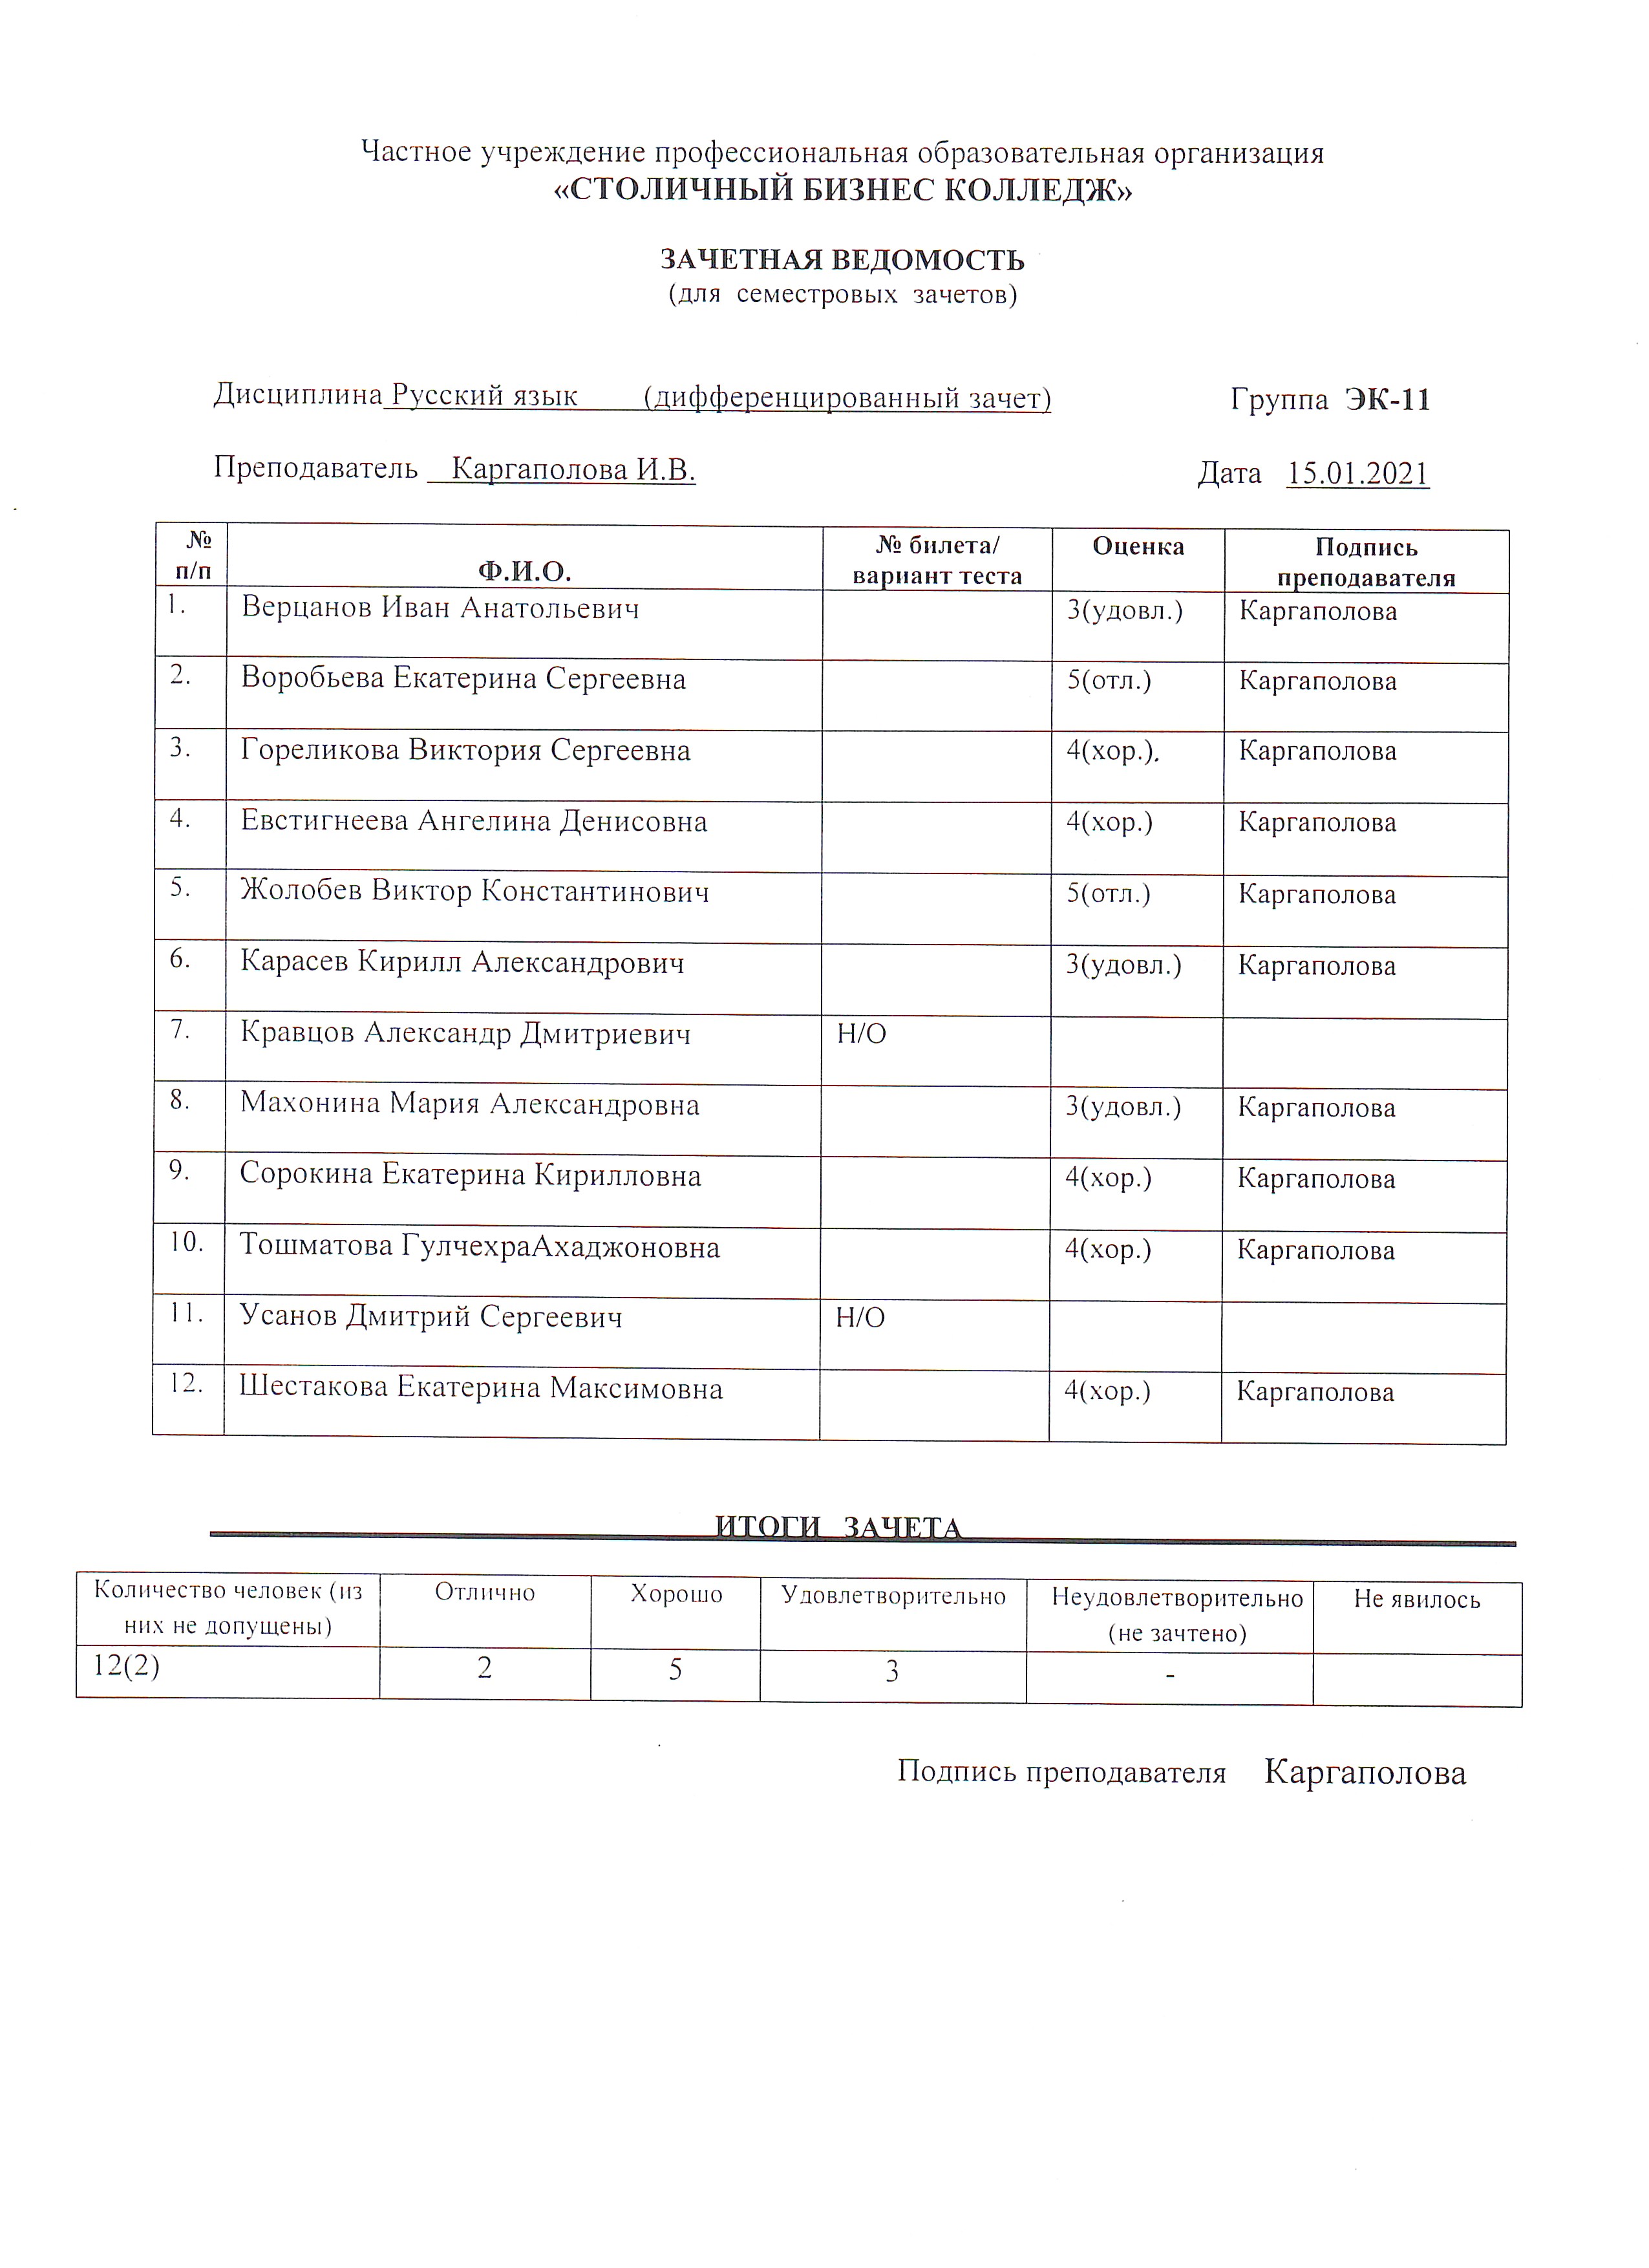 Частное учреждение профессиональная образовательная организация
«СТОЛИЧНЫЙ БИЗНЕС КОЛЛЕДЖ»
ЗАЧЕТНАЯ ВЕДОМОСТЬ
(для семестровых зачетов)
Дисциплина Русский язык (дифференцированный зачет) Группа ЭК-11
Преподаватель Каргаполова И.В. Дата 15.01.2021
№ п/п Ф.И.О. № билета/ вариант теста Оценка Подпись преподавателя
1. Верцанов Иван Анатольевич 3(удовл.) Каргаполова
2. Воробьева Екатерина Сергеевна 5(отл.) Каргаполова
3. Гореликова Виктория Сергеевна 4(хор.). Каргаполова
4. Евстигнеева Ангелина Денисовна 4(хор.) Каргаполова
5. Жолобев Виктор Константинович 5(отл.) Каргаполова
6. Карасев Кирилл Александрович 3(удовл.) Каргаполова
7. Кравцов Александр Дмитриевич Н/О
8. Махонина Мария Александровна 3(удовл.) Каргаполова
9. Сорокина Екатерина Кирилловна 4(хор.) Каргаполова
10. Тошматова ГулчехраАхаджоновна 4(хор.) Каргаполова
11. Усанов Дмитрий Сергеевич Н/О
12. Шестакова Екатерина Максимовна 4(хор.) Каргаполова
ИТОГИ ЗАЧЕТА
Количество человек (из них не допущены) Отлично Хорошо Удовлетворительно Неудовлетворительно (не зачтено) Не явилось
12(2) 2 5 3 -
Подпись преподавателя Каргаполова